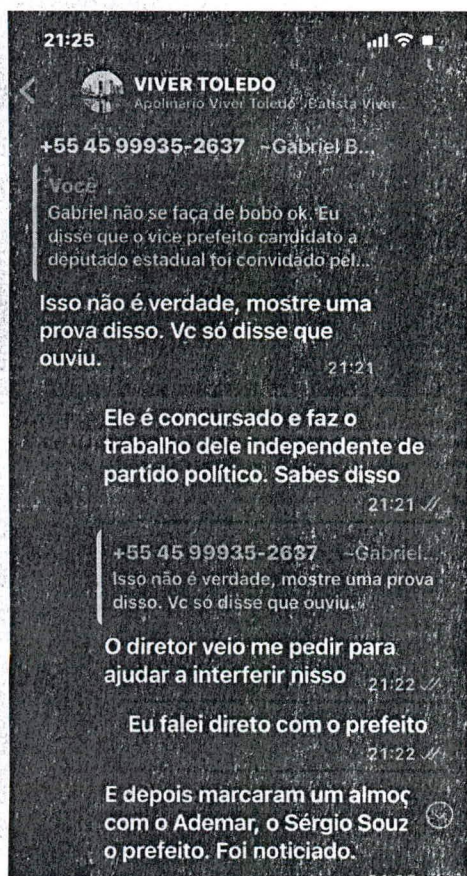 21:25
VIVER TOLEDO
Apolinário Viver Toledo, Batista Viver...
+55 45 99935-2637 ~Gabriel B...
Você
Gabriel não se faça de bobo ok. Eu
disse que o vice prefeito candidato a
deputado estadual foi convidado pel...
Isso não é verdade, mostre uma
prova disso. Vc só disse que
ouviu.
21:21
Ele é concursado e faz o
trabalho dele independente de
partido político. Sabes disso
21:21
+55 45 99935-2637 ~Gabriel...
Isso não é verdade, mostre uma prova
disso. Vc só disse que ouviu.
O diretor veio me pedir para
ajudar a interferir nisso
21:22
Eu falei direto com o prefeito
21:22
E depois marcaram um almoç
com o Ademar, o Sérgio Souz
o prefeito. Foi noticiado.